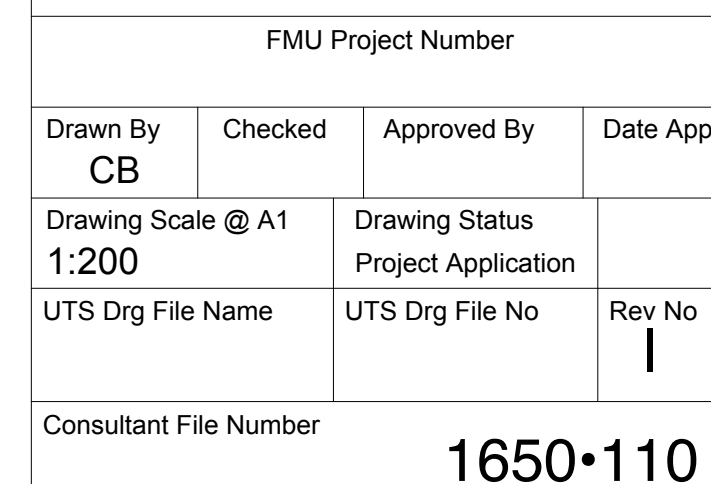 FMU Project Number
Drawn By
CB
Checked
Approved By
Date App
Drawing Scale @ A1
1:200
Drawing Status
Project Application
UTS Drg File Name
UTS Drg File No
Rev No
I
Consultant File Number
1650•110